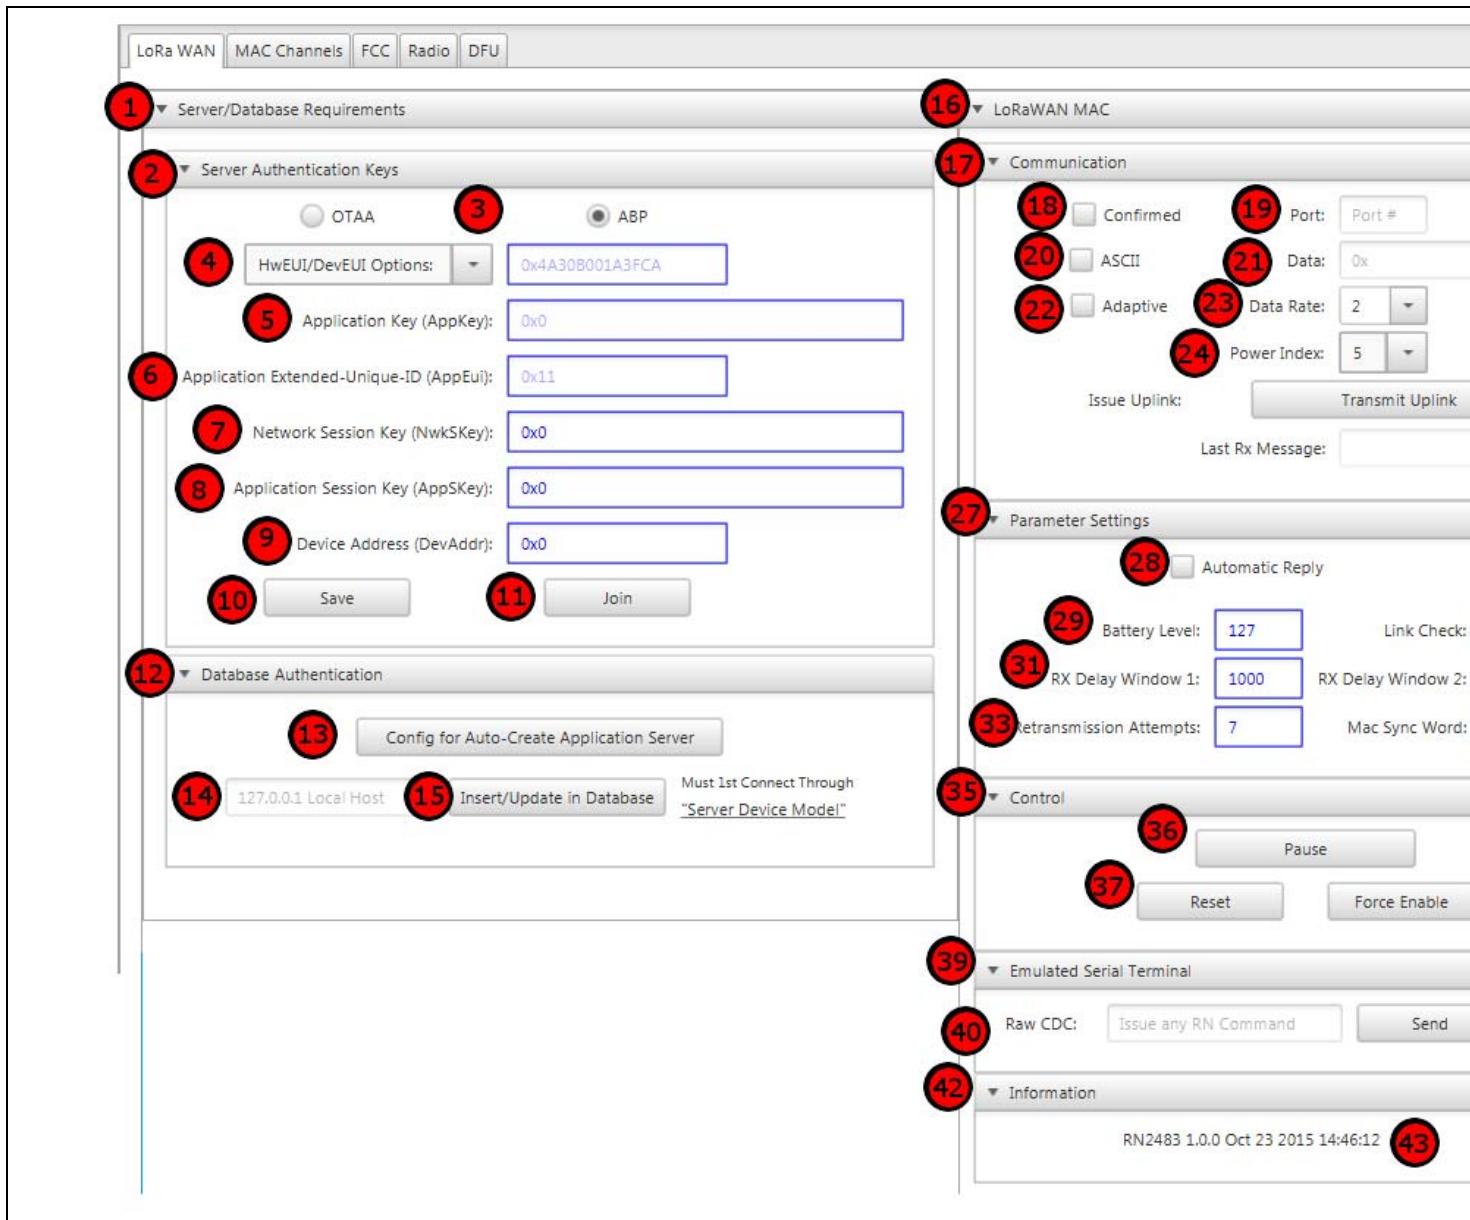 LoRa WAN MAC Channels FCC Radio DFU
1 Server/Database Requirements
2 Server Authentication Keys
OTAA 3 ABP
4 HwEUI/DevEUI Options: 0x4A30B001A3FCA
5 Application Key (AppKey): 0x0
6 Application Extended-Unique-ID (AppEui): 0x11
7 Network Session Key (NwkSKey): 0x0
8 Application Session Key (AppSKey): 0x0
9 Device Address (DevAddr): 0x0
10 Save 11 Join
12 Database Authentication
13 Config for Auto-Create Application Server
14 127.0.0.1 Local Host 15 Insert/Update in Database Must 1st Connect Through
"Server Device Model"
16 LoRaWAN MAC
17 Communication
18 Confirmed 19 Port: Port #
20 ASCII 21 Data: 0x
22 Adaptive 23 Data Rate: 2
24 Power Index: 5
Issue Uplink: Transmit Uplink
Last Rx Message:
27 Parameter Settings
28 Automatic Reply
29 Battery Level: 127 Link Check:
31 RX Delay Window 1: 1000 RX Delay Window 2:
33 Retransmission Attempts: 7 Mac Sync Word:
35 Control
36 Pause
37 Reset Force Enable
39 Emulated Serial Terminal
40 Raw CDC: Issue any RN Command Send
42 Information
RN2483 1.0.0 Oct 23 2015 14:46:12 43